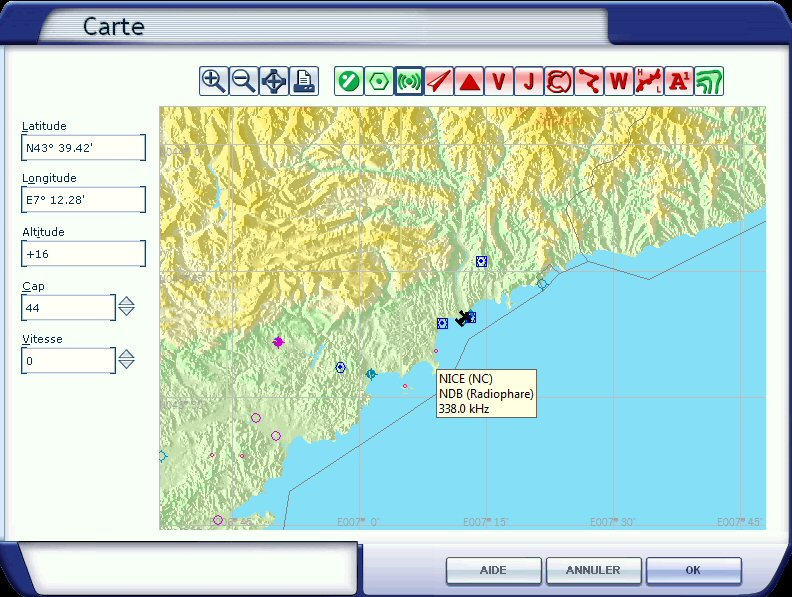 Carte
V J W H L A¹
Latitude
N43° 39.42'
Longitude
E7° 12.28'
Altitude
+16
Cap
44
Vitesse
0
NICE (NC)
NDB (Radiophare)
338.0 kHz
E007° 0' E007° 15' E007° 30' E007° 45'
AIDE ANNULER OK